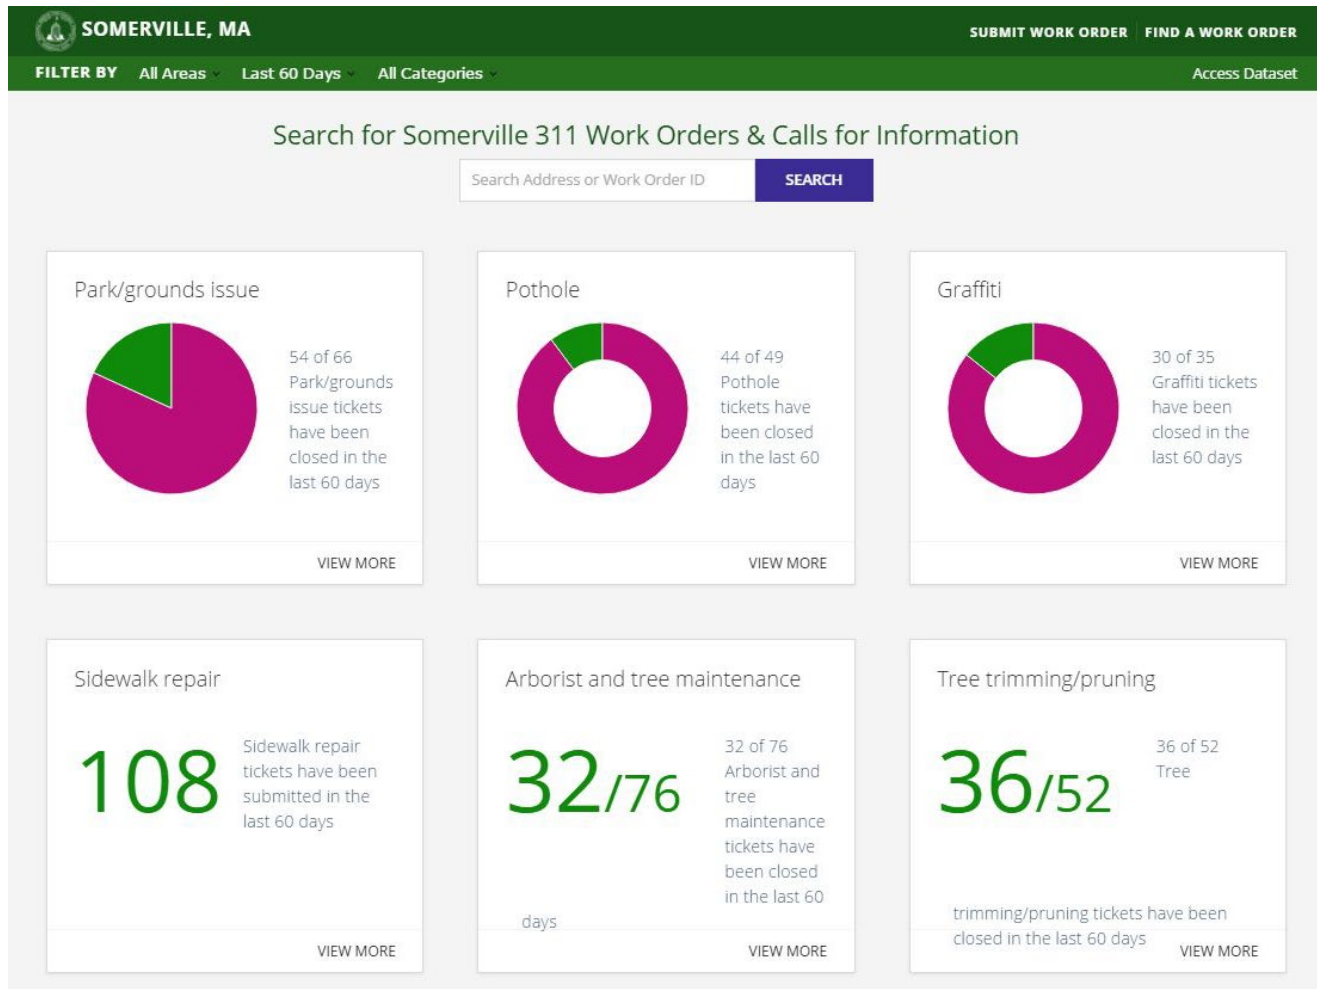 SOMERVILLE, MA
SUBMIT WORK ORDER FIND A WORK ORDER
FILTER BY All Areas Last 60 Days All Categories
Access Dataset
Search for Somerville 311 Work Orders & Calls for Information
Search Address or Work Order ID
SEARCH
Park/grounds issue
54 of 66
Park/grounds
issue tickets
have been
closed in the
last 60 days
VIEW MORE
Pothole
44 of 49
Pothole
tickets have
been closed
in the last 60
days
VIEW MORE
Graffiti
30 of 35
Graffiti tickets
have been
closed in the
last 60 days
VIEW MORE
Sidewalk repair
108
Sidewalk repair
tickets have been
submitted in the
last 60 days
VIEW MORE
Arborist and tree maintenance
32/76
32 of 76
Arborist and
tree
maintenance
tickets have
been closed
in the last 60
days
VIEW MORE
Tree trimming/pruning
36/52
36 of 52
Tree
trimming/pruning tickets have been
closed in the last 60 days
VIEW MORE